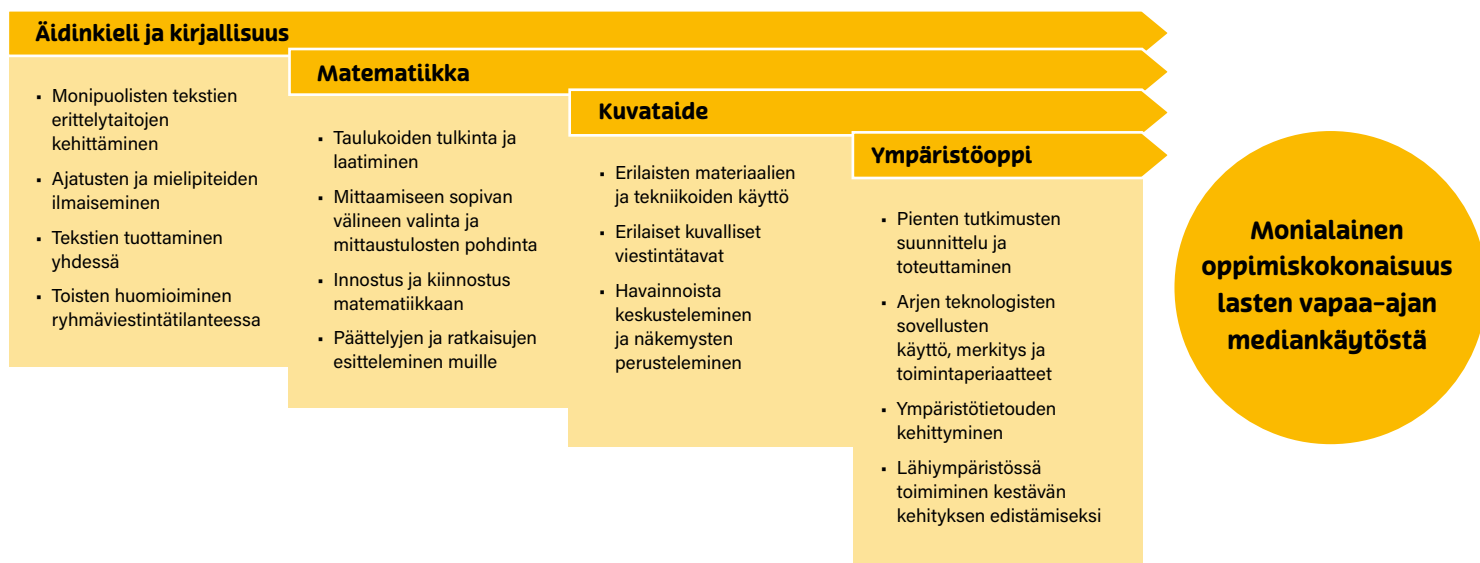 Äidinkieli ja kirjallisuus
▪ Monipuolisten tekstien
erittelytaitojen
kehittäminen
▪ Ajatusten ja mielipiteiden
ilmaiseminen
▪ Tekstien tuottaminen
yhdessä
▪ Toisten huomioiminen
ryhmäviestintätilanteessa
Matematiikka
▪ Taulukoiden tulkinta ja
laatiminen
▪ Mittaamiseen sopivan
välineen valinta ja
mittaustulosten pohdinta
▪ Innostus ja kiinnostus
matematiikkaan
▪ Päättelyjen ja ratkaisujen
esitteleminen muille
Kuvataide
▪ Erilaisten materiaalien
ja tekniikoiden käyttö
▪ Erilaiset kuvalliset
viestintätavat
▪ Havainnoista
keskusteleminen
ja näkemysten
perusteleminen
Ympäristöoppi
▪ Pienten tutkimusten
suunnittelu ja
toteuttaminen
▪ Arjen teknologisten
sovellusten
käyttö, merkitys ja
toimintaperiaatteet
▪ Ympäristötietouden
kehittyminen
▪ Lähiympäristössä
toimiminen kestävän
kehityksen edistämiseksi
Monialainen
oppimiskokonaisuus
lasten vapaa-ajan
mediankäytöstä